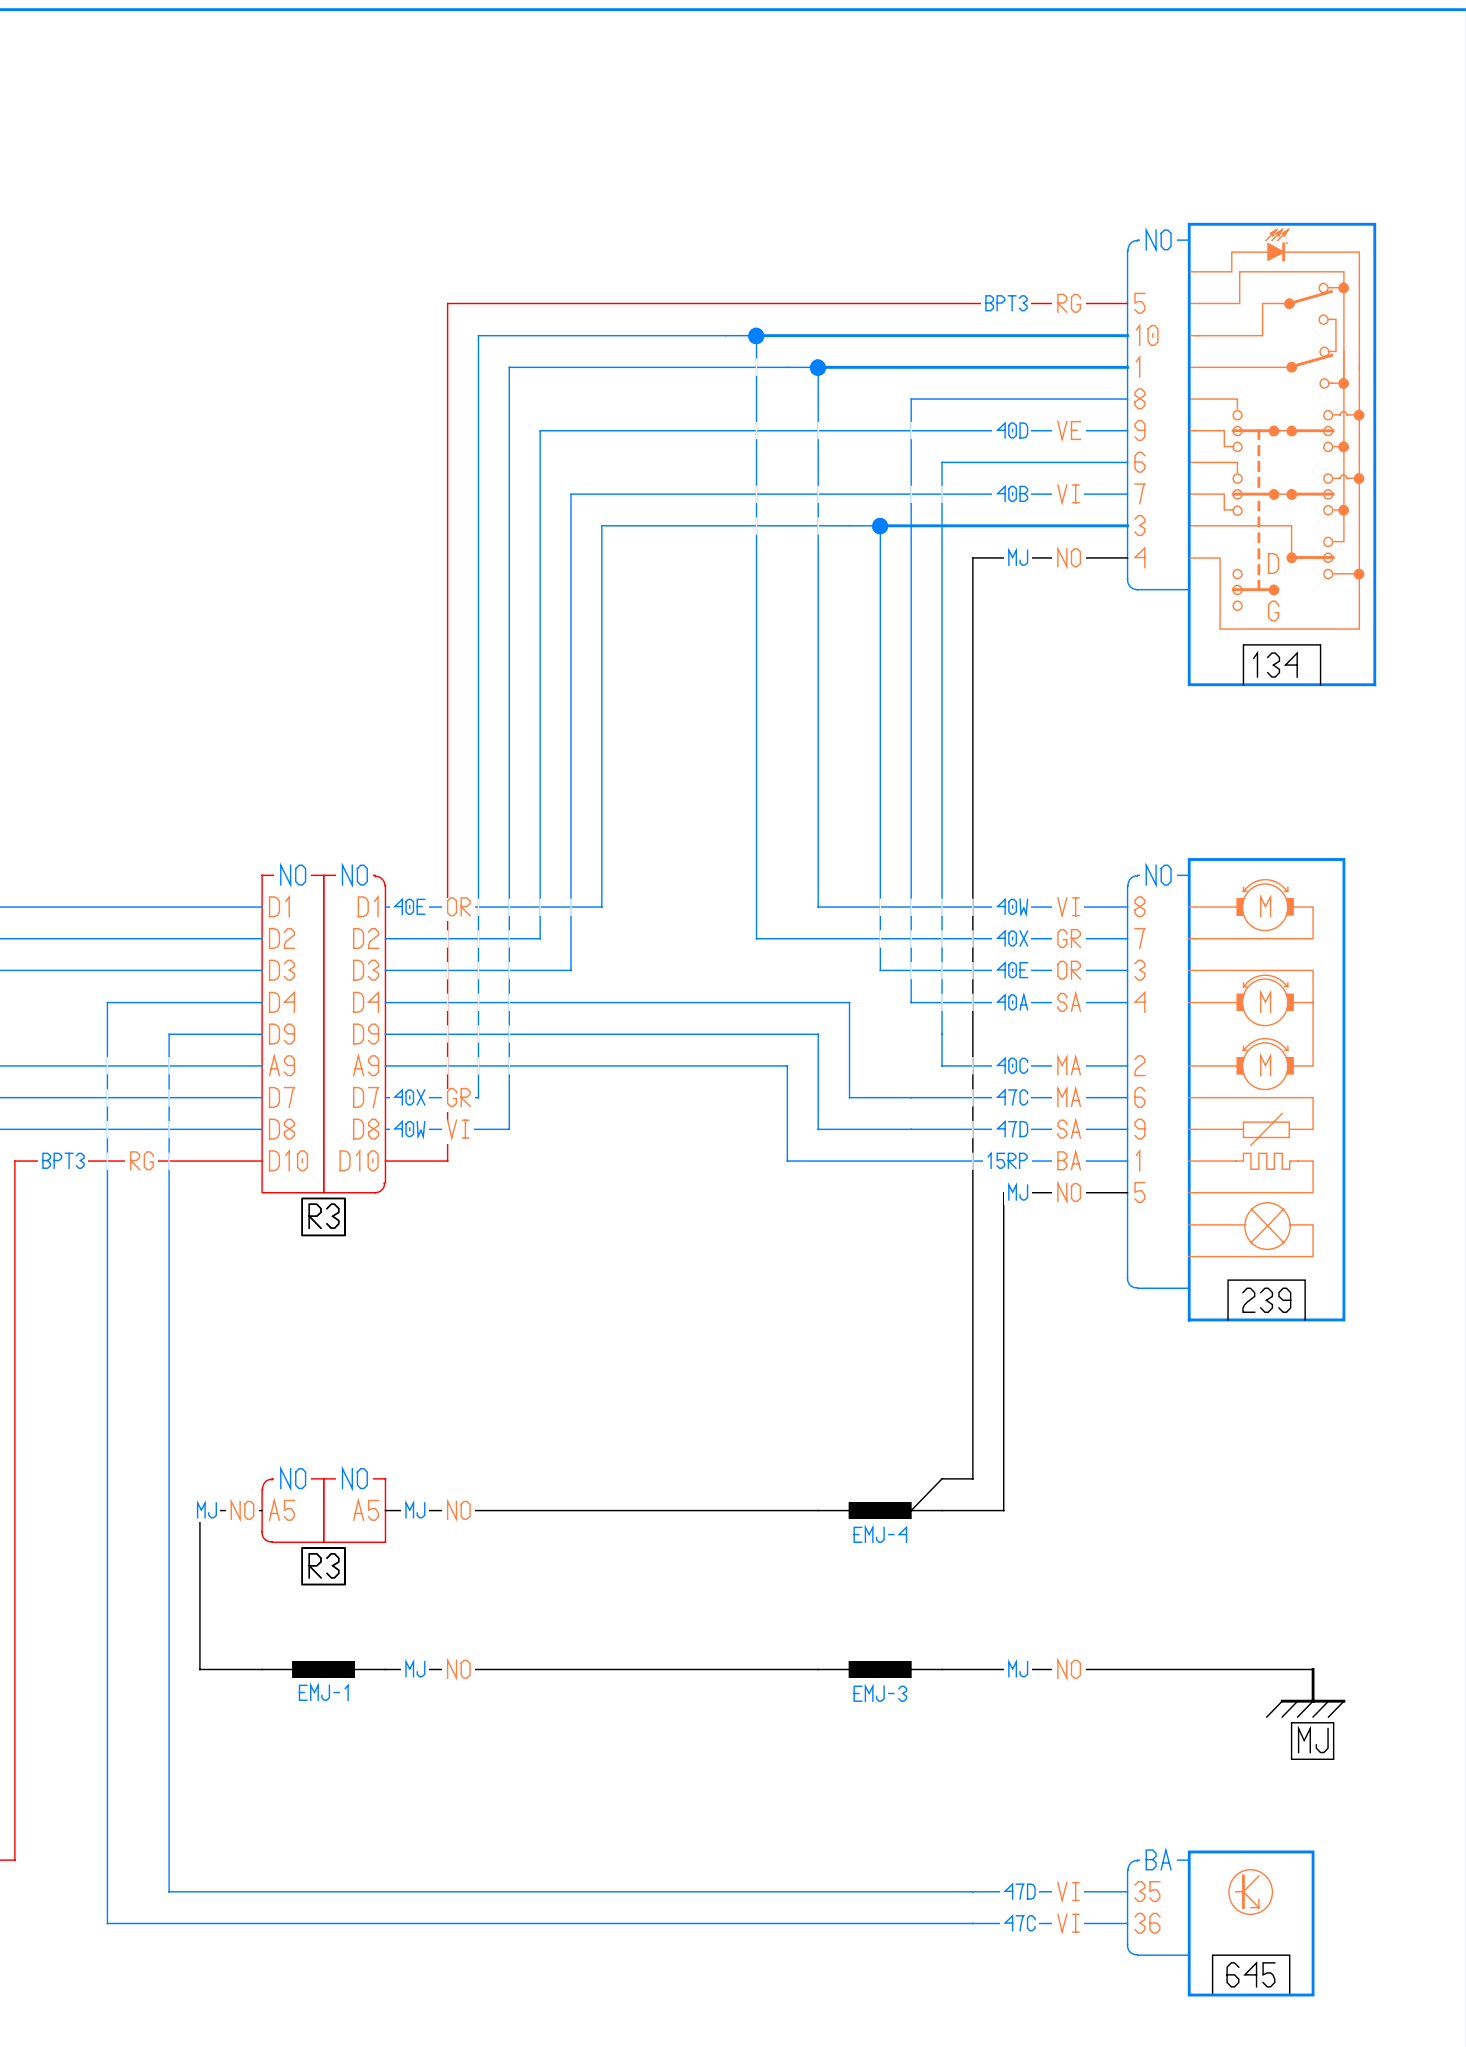 NO
BPT3 RG 5
10
1
8
40D VE 9
6
40B VI 7
3
MJ NO 4
D
G
134
NO NO NO
D1 D1 40E OR 40W VI 8 M
D2 D2 40X GR 7
D3 D3 40E OR 3
D4 D4 40A SA 4 M
D9 D9
A9 A9 40C MA 2 M
D7 D7 40X GR 47C MA 6
D8 D8 40W VI 47D SA 9
BPT3 RG D10 D10 15RP BA 1
MJ NO 5
R3
239
NO NO
MJ NO A5 A5 MJ NO
EMJ-4
R3
MJ NO MJ NO
EMJ-1 EMJ-3
MJ
BA
47D VI 35
47C VI 36
645